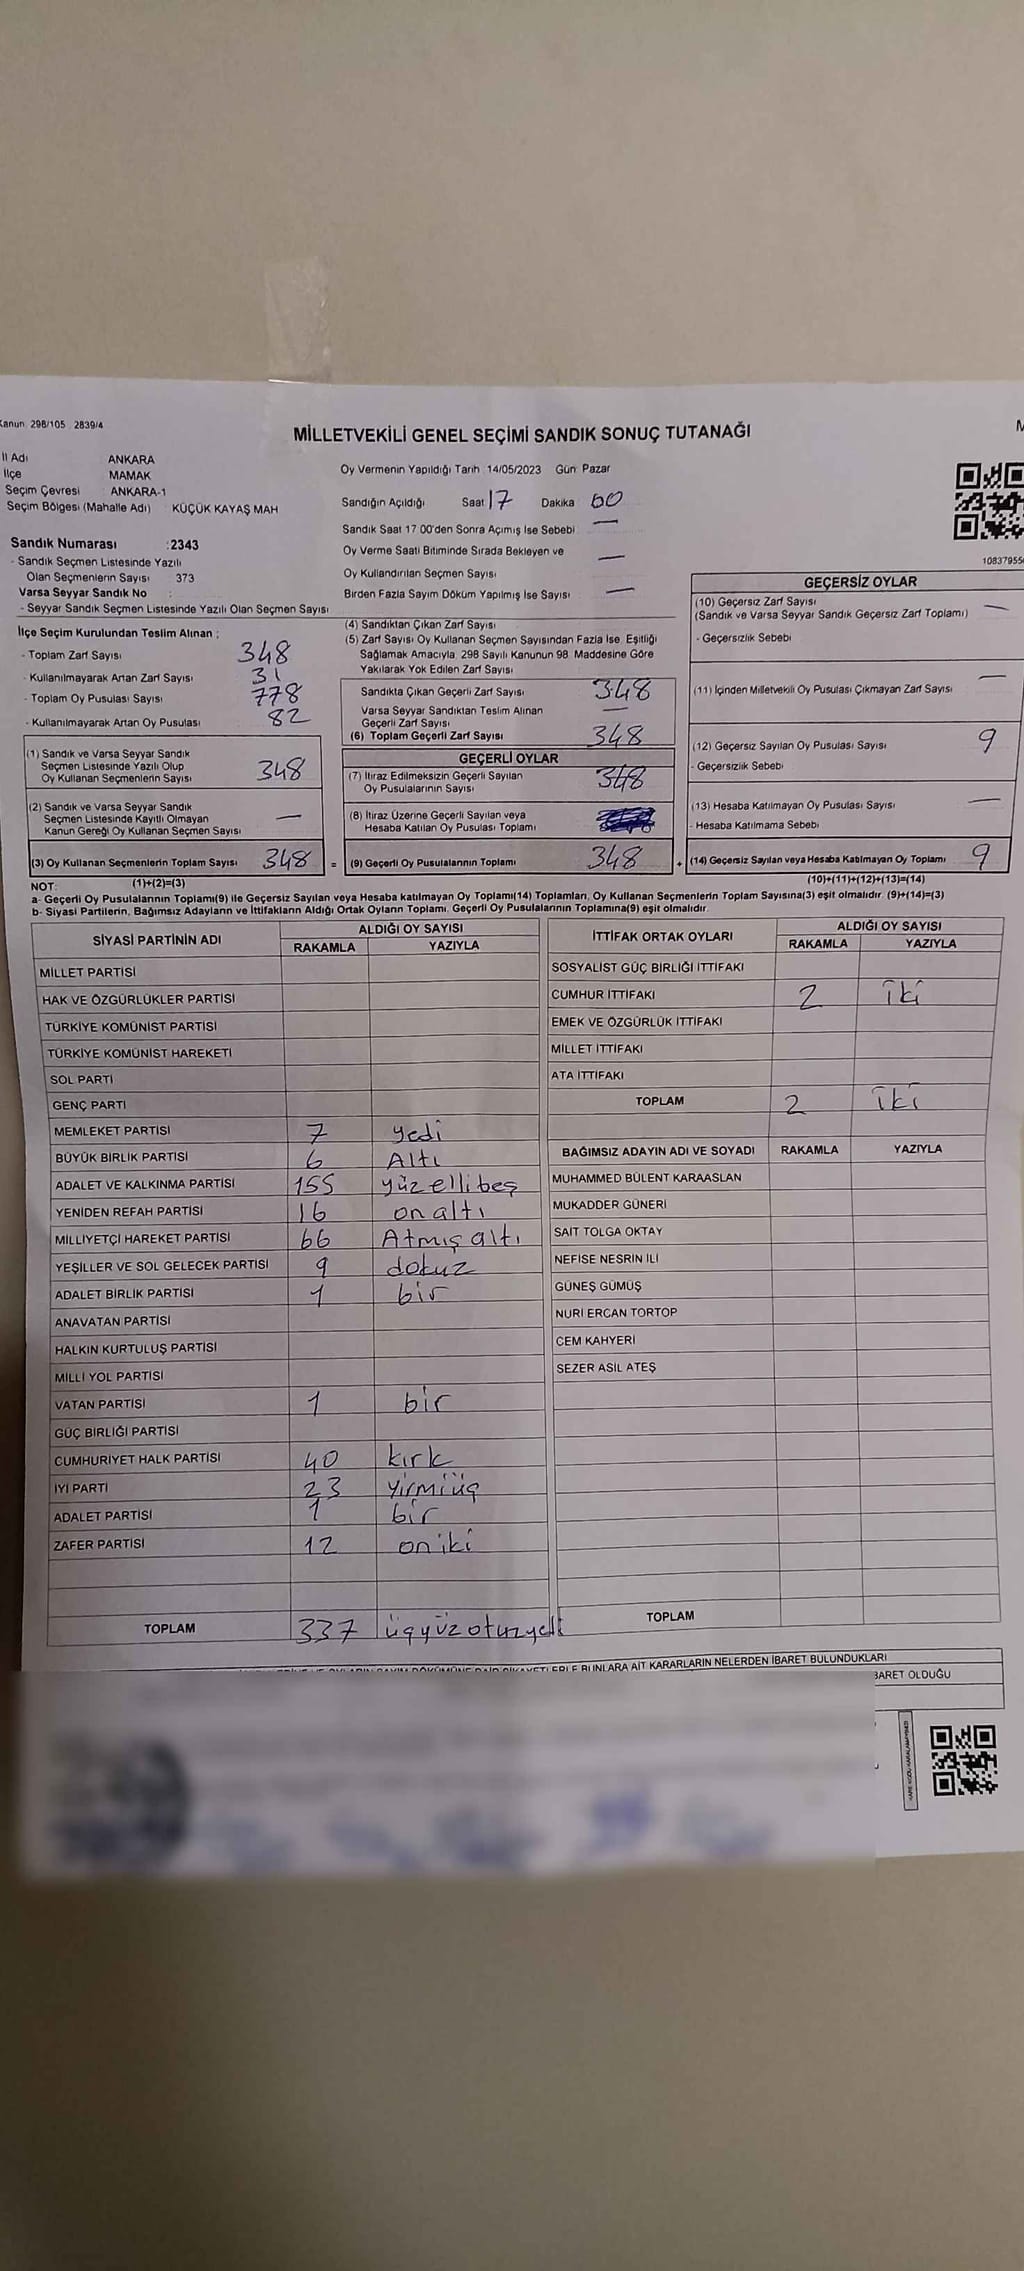 Kanun 298/105 2839/4
MİLLETVEKİLİ GENEL SEÇİMİ SANDIK SONUÇ TUTANAĞI
M
İl Adı ANKARA
İlçe MAMAK
Seçim Çevresi ANKARA-1
Seçim Bölgesi (Mahalle Adı) KÜÇÜK KAYAŞ MAH
Sandık Numarası :2343
- Sandık Seçmen Listesinde Yazılı
Olan Seçmenlerin Sayısı 373
Varsa Seyyar Sandık No :
- Seyyar Sandık Seçmen Listesinde Yazılı Olan Seçmen Sayısı
Oy Vermenin Yapıldığı Tarih 14/05/2023 Gün Pazar
Sandığın Açıldığı Saat 17 Dakika 00
Sandık Saat 17 00'den Sonra Açımış İse Sebebi —
Oy Verme Saati Bitiminde Sırada Bekleyen ve
Oy Kullandırılan Seçmen Sayısı —
Birden Fazla Sayım Döküm Yapılmış İse Sayısı —
İlçe Seçim Kurulundan Teslim Alınan ;
- Toplam Zarf Sayısı 348
- Kullanılmayarak Artan Zarf Sayısı 31
- Toplam Oy Pusulası Sayısı 778
- Kullanılmayarak Artan Oy Pusulası 82
(1) Sandık ve Varsa Seyyar Sandık
Seçmen Listesinde Yazılı Olup
Oy Kullanan Seçmenlerin Sayısı 348
(2) Sandık ve Varsa Seyyar Sandık
Seçmen Listesinde Kayıtlı Olmayan
Kanun Gereği Oy Kullanan Seçmen Sayısı —
(3) Oy Kullanan Seçmenlerin Toplam Sayısı 348 =
(4) Sandıktan Çıkan Zarf Sayısı
(5) Zarf Sayısı Oy Kullanan Seçmen Sayısından Fazla İse, Eşitliği
Sağlamak Amacıyla, 298 Sayılı Kanunun 98. Maddesine Göre
Yakılarak Yok Edilen Zarf Sayısı
Sandıkta Çıkan Geçerli Zarf Sayısı 348
Varsa Seyyar Sandıktan Teslim Alınan
Geçerli Zarf Sayısı —
(6) Toplam Geçerli Zarf Sayısı 348
GEÇERLİ OYLAR
(7) İtiraz Edilmeksizin Geçerli Sayılan
Oy Pusulalarının Sayısı 348
(8) İtiraz Üzerine Geçerli Sayılan veya
Hesaba Katılan Oy Pusulası Toplamı
(9) Geçerli Oy Pusulalarının Toplamı 348 +
10837955
GEÇERSİZ OYLAR
(10) Geçersiz Zarf Sayısı
(Sandık ve Varsa Seyyar Sandık Geçersiz Zarf Toplamı) —
- Geçersizlik Sebebi
(11) İçinden Milletvekili Oy Pusulası Çıkmayan Zarf Sayısı —
(12) Geçersiz Sayılan Oy Pusulası Sayısı 9
- Geçersizlik Sebebi
(13) Hesaba Katılmayan Oy Pusulası Sayısı —
- Hesaba Katılmama Sebebi
(14) Geçersiz Sayılan veya Hesaba Katılmayan Oy Toplamı 9
NOT: (1)+(2)=(3) (10)+(11)+(12)+(13)=(14)
a- Geçerli Oy Pusulalarının Toplamı(9) ile Geçersiz Sayılan veya Hesaba katılmayan Oy Toplamı(14) Toplamları, Oy Kullanan Seçmenlerin Toplam Sayısına(3) eşit olmalıdır. (9)+(14)=(3)
b- Siyasi Partilerin, Bağımsız Adayların ve İttifakların Aldığı Ortak Oyların Toplamı, Geçerli Oy Pusulalarının Toplamına(9) eşit olmalıdır.
SİYASİ PARTİNİN ADI ALDIĞI OY SAYISI
RAKAMLA YAZIYLA
MİLLET PARTİSİ
HAK VE ÖZGÜRLÜKLER PARTİSİ
TÜRKİYE KOMÜNİST PARTİSİ
TÜRKİYE KOMÜNİST HAREKETİ
SOL PARTİ
GENÇ PARTİ
MEMLEKET PARTİSİ 7 yedi
BÜYÜK BİRLİK PARTİSİ 6 Altı
ADALET VE KALKINMA PARTİSİ 155 yüzellibeş
YENİDEN REFAH PARTİSİ 16 on altı
MİLLİYETÇİ HAREKET PARTİSİ 66 Atmış altı
YEŞİLLER VE SOL GELECEK PARTİSİ 9 dokuz
ADALET BİRLİK PARTİSİ 1 bir
ANAVATAN PARTİSİ
HALKIN KURTULUŞ PARTİSİ
MİLLİ YOL PARTİSİ
VATAN PARTİSİ 1 bir
GÜÇ BİRLİĞİ PARTİSİ
CUMHURİYET HALK PARTİSİ 40 kırk
İYİ PARTİ 23 yirmiüç
ADALET PARTİSİ 1 bir
ZAFER PARTİSİ 12 on iki
TOPLAM 337 üçyüzotuzyedi
İTTİFAK ORTAK OYLARI ALDIĞI OY SAYISI
RAKAMLA YAZIYLA
SOSYALİST GÜÇ BİRLİĞİ İTTİFAKI
CUMHUR İTTİFAKI 2 iki
EMEK VE ÖZGÜRLÜK İTTİFAKI
MİLLET İTTİFAKI
ATA İTTİFAKI
TOPLAM 2 iki
BAĞIMSIZ ADAYIN ADI VE SOYADI RAKAMLA YAZIYLA
MUHAMMED BÜLENT KARAASLAN
MUKADDER GÜNERİ
SAİT TOLGA OKTAY
NEFİSE NESRİN İLİ
GÜNEŞ GÜMÜŞ
NURİ ERCAN TORTOP
CEM KAHYERİ
SEZER ASİL ATEŞ
TOPLAM
ŞİKAYETLERLE BUNLARA AİT KARARLARIN NELERDEN İBARET BULUNDUKLARI
BARET OLDUĞU